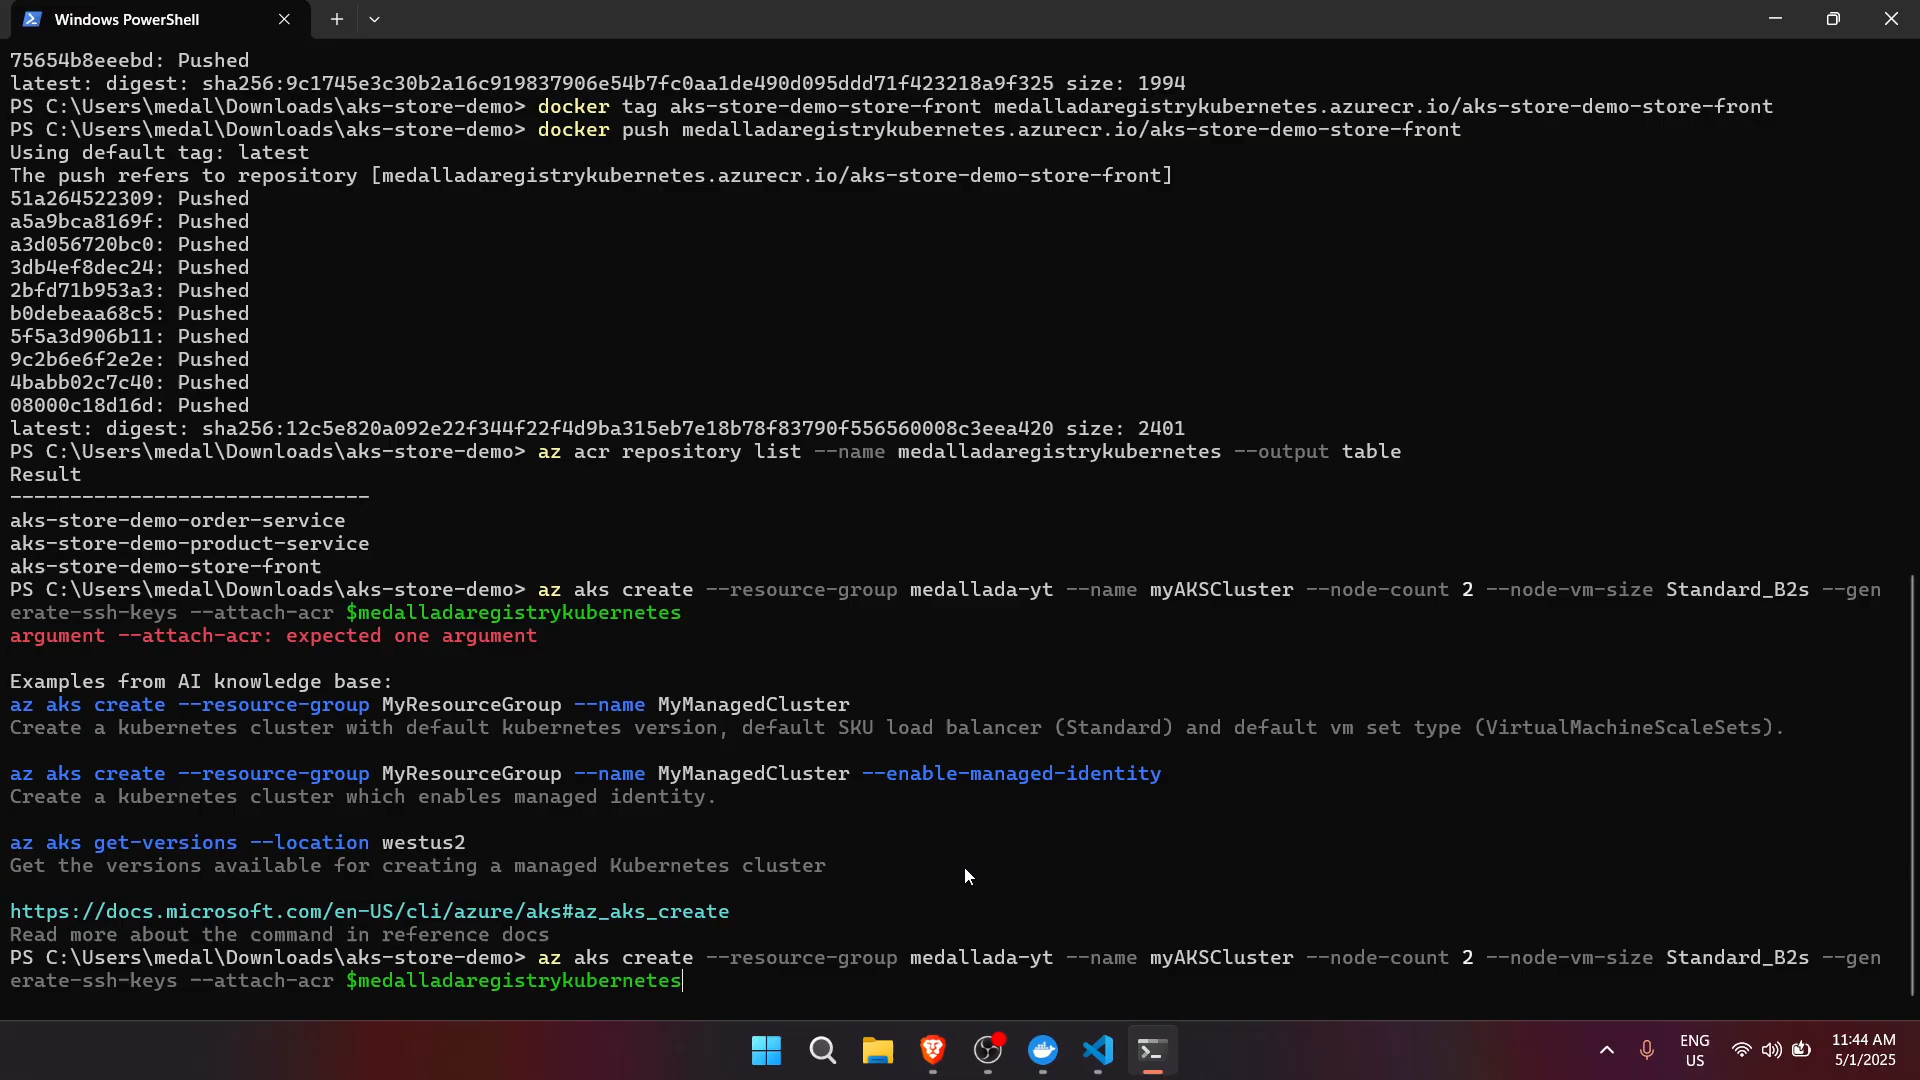 Windows PowerShell
75654b8eeebd: Pushed
latest: digest: sha256:9c1745e3c30b2a16c919837906e54b7fc0aa1de490d095ddd71f423218a9f325 size: 1994
PS C:\Users\medal\Downloads\aks-store-demo> docker tag aks-store-demo-store-front medalladaregistrykubernetes.azurecr.io/aks-store-demo-store-front
PS C:\Users\medal\Downloads\aks-store-demo> docker push medalladaregistrykubernetes.azurecr.io/aks-store-demo-store-front
Using default tag: latest
The push refers to repository [medalladaregistrykubernetes.azurecr.io/aks-store-demo-store-front]
51a264522309: Pushed
a5a9bca8169f: Pushed
a3d056720bc0: Pushed
3db4ef8dec24: Pushed
2bfd71b953a3: Pushed
b0debeaa68c5: Pushed
5f5a3d906b11: Pushed
9c2b6e6f2e2e: Pushed
4babb02c7c40: Pushed
08000c18d16d: Pushed
latest: digest: sha256:12c5e820a092e22f344f22f4d9ba315eb7e18b78f83790f556560008c3eea420 size: 2401
PS C:\Users\medal\Downloads\aks-store-demo> az acr repository list --name medalladaregistrykubernetes --output table
Result
------------------------------
aks-store-demo-order-service
aks-store-demo-product-service
aks-store-demo-store-front
PS C:\Users\medal\Downloads\aks-store-demo> az aks create --resource-group medallada-yt --name myAKSCluster --node-count 2 --node-vm-size Standard_B2s --gen
erate-ssh-keys --attach-acr $medalladaregistrykubernetes
argument --attach-acr: expected one argument
Examples from AI knowledge base:
az aks create --resource-group MyResourceGroup --name MyManagedCluster
Create a kubernetes cluster with default kubernetes version, default SKU load balancer (Standard) and default vm set type (VirtualMachineScaleSets).
az aks create --resource-group MyResourceGroup --name MyManagedCluster --enable-managed-identity
Create a kubernetes cluster which enables managed identity.
az aks get-versions --location westus2
Get the versions available for creating a managed Kubernetes cluster
https://docs.microsoft.com/en-US/cli/azure/aks#az_aks_create
Read more about the command in reference docs
PS C:\Users\medal\Downloads\aks-store-demo> az aks create --resource-group medallada-yt --name myAKSCluster --node-count 2 --node-vm-size Standard_B2s --gen
erate-ssh-keys --attach-acr $medalladaregistrykubernetes
ENG
US
11:44 AM
5/1/2025